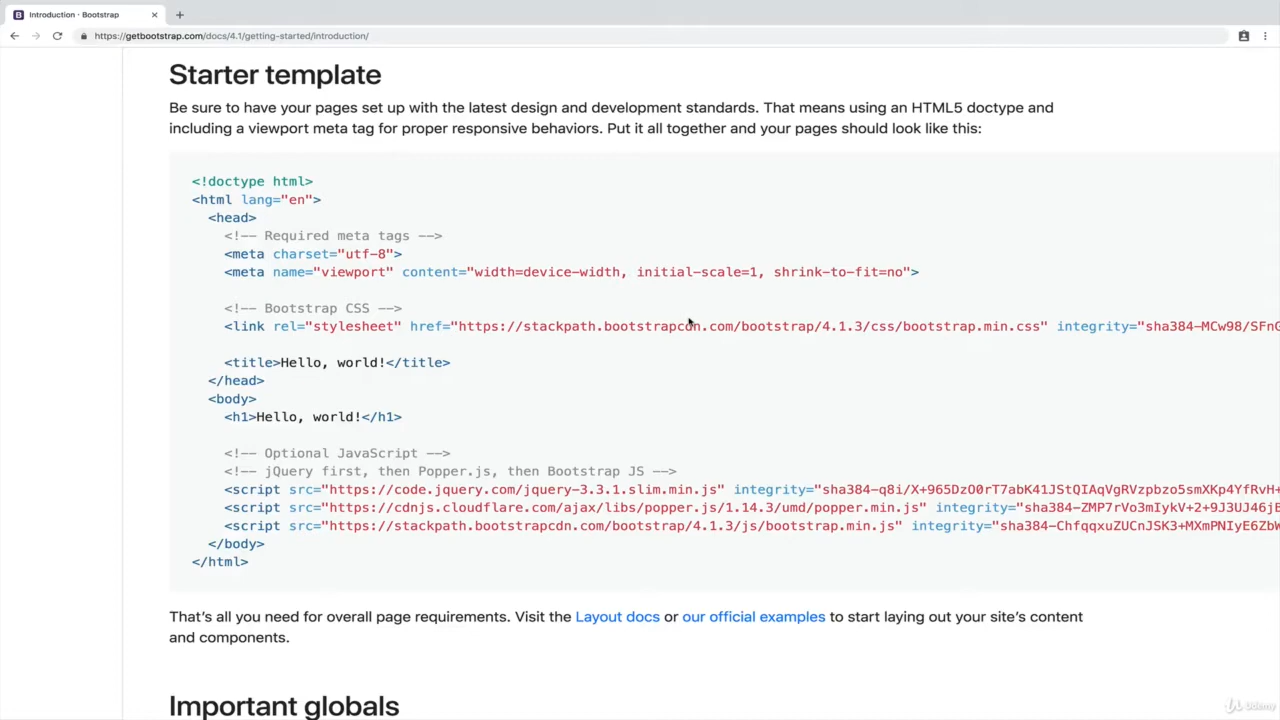 Introduction · Bootstrap
https://getbootstrap.com/docs/4.1/getting-started/introduction/
Starter template
Be sure to have your pages set up with the latest design and development standards. That means using an HTML5 doctype and
including a viewport meta tag for proper responsive behaviors. Put it all together and your pages should look like this:
<!doctype html>
<html lang="en">
<head>
<!-- Required meta tags -->
<meta charset="utf-8">
<meta name="viewport" content="width=device-width, initial-scale=1, shrink-to-fit=no">
<!-- Bootstrap CSS -->
<link rel="stylesheet" href="https://stackpath.bootstrapcdn.com/bootstrap/4.1.3/css/bootstrap.min.css" integrity="sha384-MCw98/SFnG
<title>Hello, world!</title>
</head>
<body>
<h1>Hello, world!</h1>
<!-- Optional JavaScript -->
<!-- jQuery first, then Popper.js, then Bootstrap JS -->
<script src="https://code.jquery.com/jquery-3.3.1.slim.min.js" integrity="sha384-q8i/X+965DzO0rT7abK41JStQIAqVgRVzpbzo5smXKp4YfRvH+
<script src="https://cdnjs.cloudflare.com/ajax/libs/popper.js/1.14.3/umd/popper.min.js" integrity="sha384-ZMP7rVo3mIykV+2+9J3UJ46jB
<script src="https://stackpath.bootstrapcdn.com/bootstrap/4.1.3/js/bootstrap.min.js" integrity="sha384-ChfqqxuZUCnJSK3+MXmPNIyE6ZbW
</body>
</html>
That's all you need for overall page requirements. Visit the Layout docs or our official examples to start laying out your site's content
and components.
Important globals
Udemy